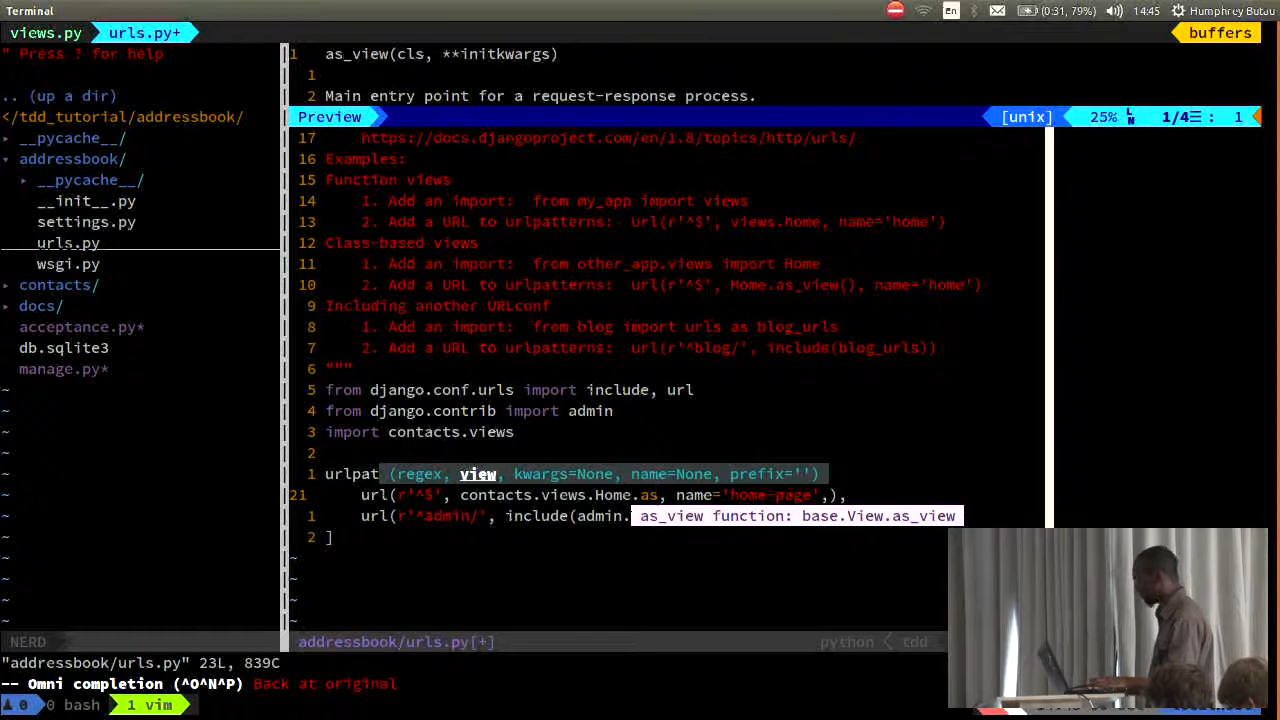 Terminal
En
(0:31, 79%)
14:45
Humphrey Butau
views.py
urls.py+
buffers
" Press ? for help
.. (up a dir)
</tdd_tutorial/addressbook/
▸ __pycache__/
▾ addressbook/
▸ __pycache__/
__init__.py
settings.py
urls.py
wsgi.py
▸ contacts/
▸ docs/
acceptance.py*
db.sqlite3
manage.py*
~
~
~
~
~
~
~
~
~
~
~
NERD
1 as_view(cls, **initkwargs)
1
2 Main entry point for a request-response process.
Preview [unix] 25% LN 1/4☰ : 1
17 https://docs.djangoproject.com/en/1.8/topics/http/urls/
16 Examples:
15 Function views
14 1. Add an import: from my_app import views
13 2. Add a URL to urlpatterns: url(r'^$', views.home, name='home')
12 Class-based views
11 1. Add an import: from other_app.views import Home
10 2. Add a URL to urlpatterns: url(r'^$', Home.as_view(), name='home')
9 Including another URLconf
8 1. Add an import: from blog import urls as blog_urls
7 2. Add a URL to urlpatterns: url(r'^blog/', include(blog_urls))
6 """
5 from django.conf.urls import include, url
4 from django.contrib import admin
3 import contacts.views
2
1 urlpat (regex, view, kwargs=None, name=None, prefix='')
21 url(r'^$', contacts.views.Home.as, name='home-page',),
1 url(r'^admin/', include(admin. as_view function: base.View.as_view
2 ]
~
~
~
~
addressbook/urls.py[+] python < tdd
"addressbook/urls.py" 23L, 839C
-- Omni completion (^O^N^P) Back at original
0 0 bash 1 vim